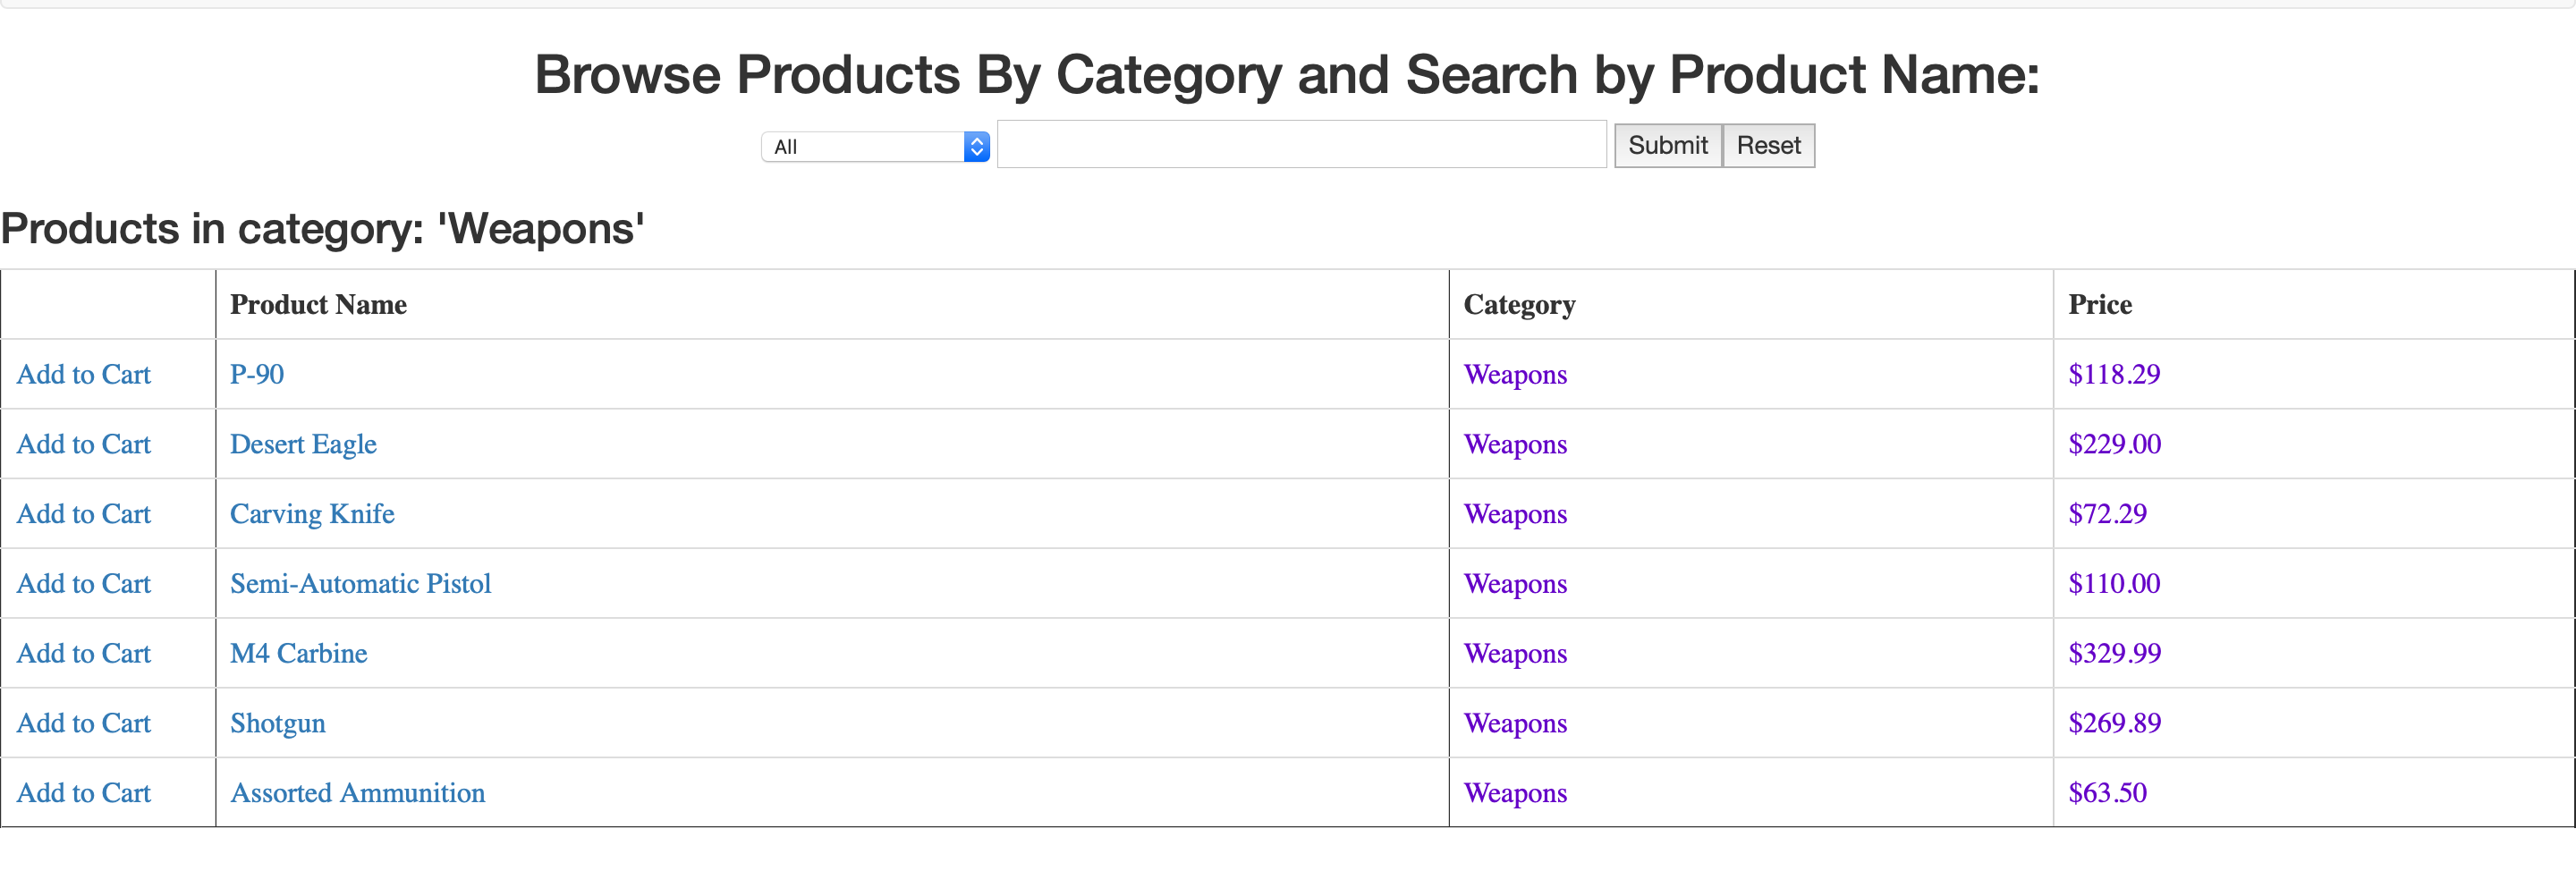 Browse Products By Category and Search by Product Name:
All Submit Reset
Products in category: 'Weapons'
Product Name Category Price
Add to Cart P-90 Weapons $118.29
Add to Cart Desert Eagle Weapons $229.00
Add to Cart Carving Knife Weapons $72.29
Add to Cart Semi-Automatic Pistol Weapons $110.00
Add to Cart M4 Carbine Weapons $329.99
Add to Cart Shotgun Weapons $269.89
Add to Cart Assorted Ammunition Weapons $63.50